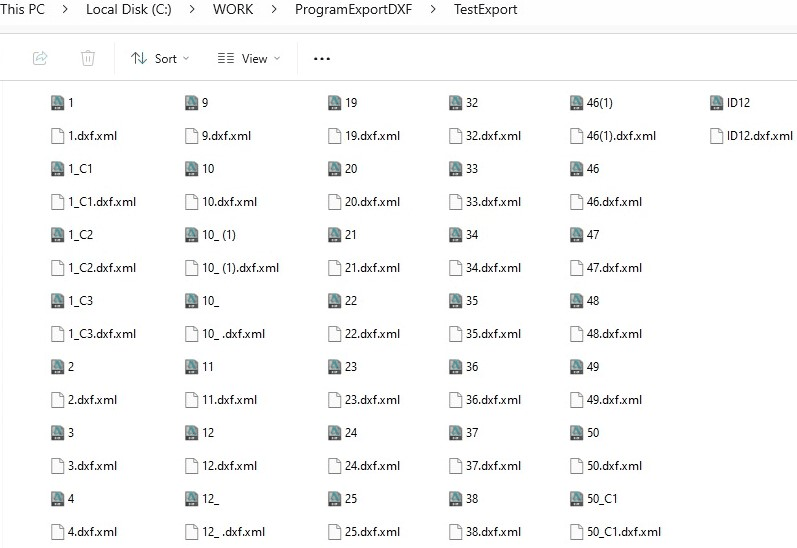 This PC > Local Disk (C:) > WORK > ProgramExportDXF > TestExport
Sort View ...
1
1.dxf.xml
1_C1
1_C1.dxf.xml
1_C2
1_C2.dxf.xml
1_C3
1_C3.dxf.xml
2
2.dxf.xml
3
3.dxf.xml
4
4.dxf.xml
9
9.dxf.xml
10
10.dxf.xml
10_ (1)
10_ (1).dxf.xml
10_
10_ .dxf.xml
11
11.dxf.xml
12
12.dxf.xml
12_
12_ .dxf.xml
19
19.dxf.xml
20
20.dxf.xml
21
21.dxf.xml
22
22.dxf.xml
23
23.dxf.xml
24
24.dxf.xml
25
25.dxf.xml
32
32.dxf.xml
33
33.dxf.xml
34
34.dxf.xml
35
35.dxf.xml
36
36.dxf.xml
37
37.dxf.xml
38
38.dxf.xml
46(1)
46(1).dxf.xml
46
46.dxf.xml
47
47.dxf.xml
48
48.dxf.xml
49
49.dxf.xml
50
50.dxf.xml
50_C1
50_C1.dxf.xml
ID12
ID12.dxf.xml